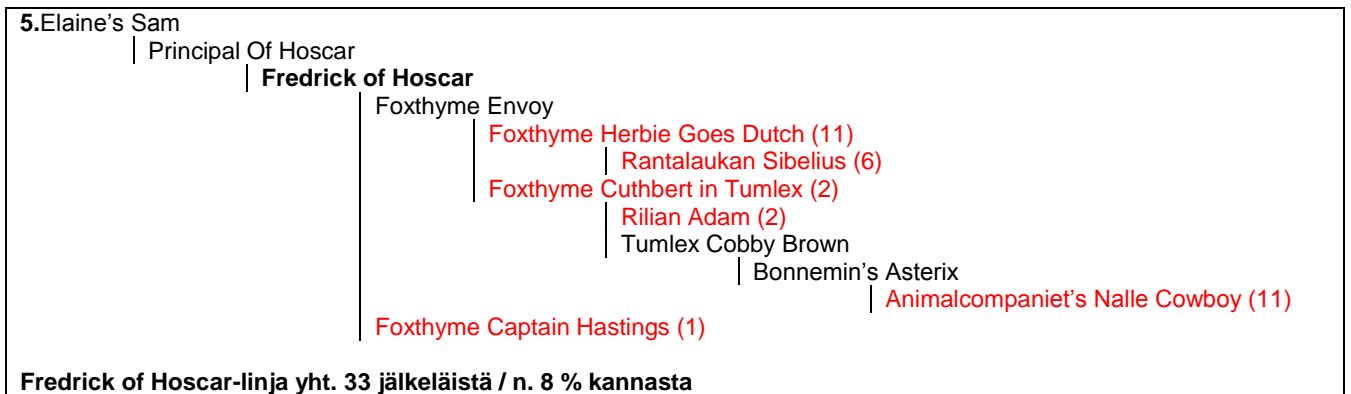 5.Elaine’s Sam
Principal Of Hoscar
Fredrick of Hoscar
Foxthyme Envoy
Foxthyme Herbie Goes Dutch (11)
Rantalaukan Sibelius (6)
Foxthyme Cuthbert in Tumlex (2)
Rilian Adam (2)
Tumlex Cobby Brown
Bonnemin’s Asterix
Animalcompaniet’s Nalle Cowboy (11)
Foxthyme Captain Hastings (1)
Fredrick of Hoscar-linja yht. 33 jälkeläistä / n. 8 % kannasta